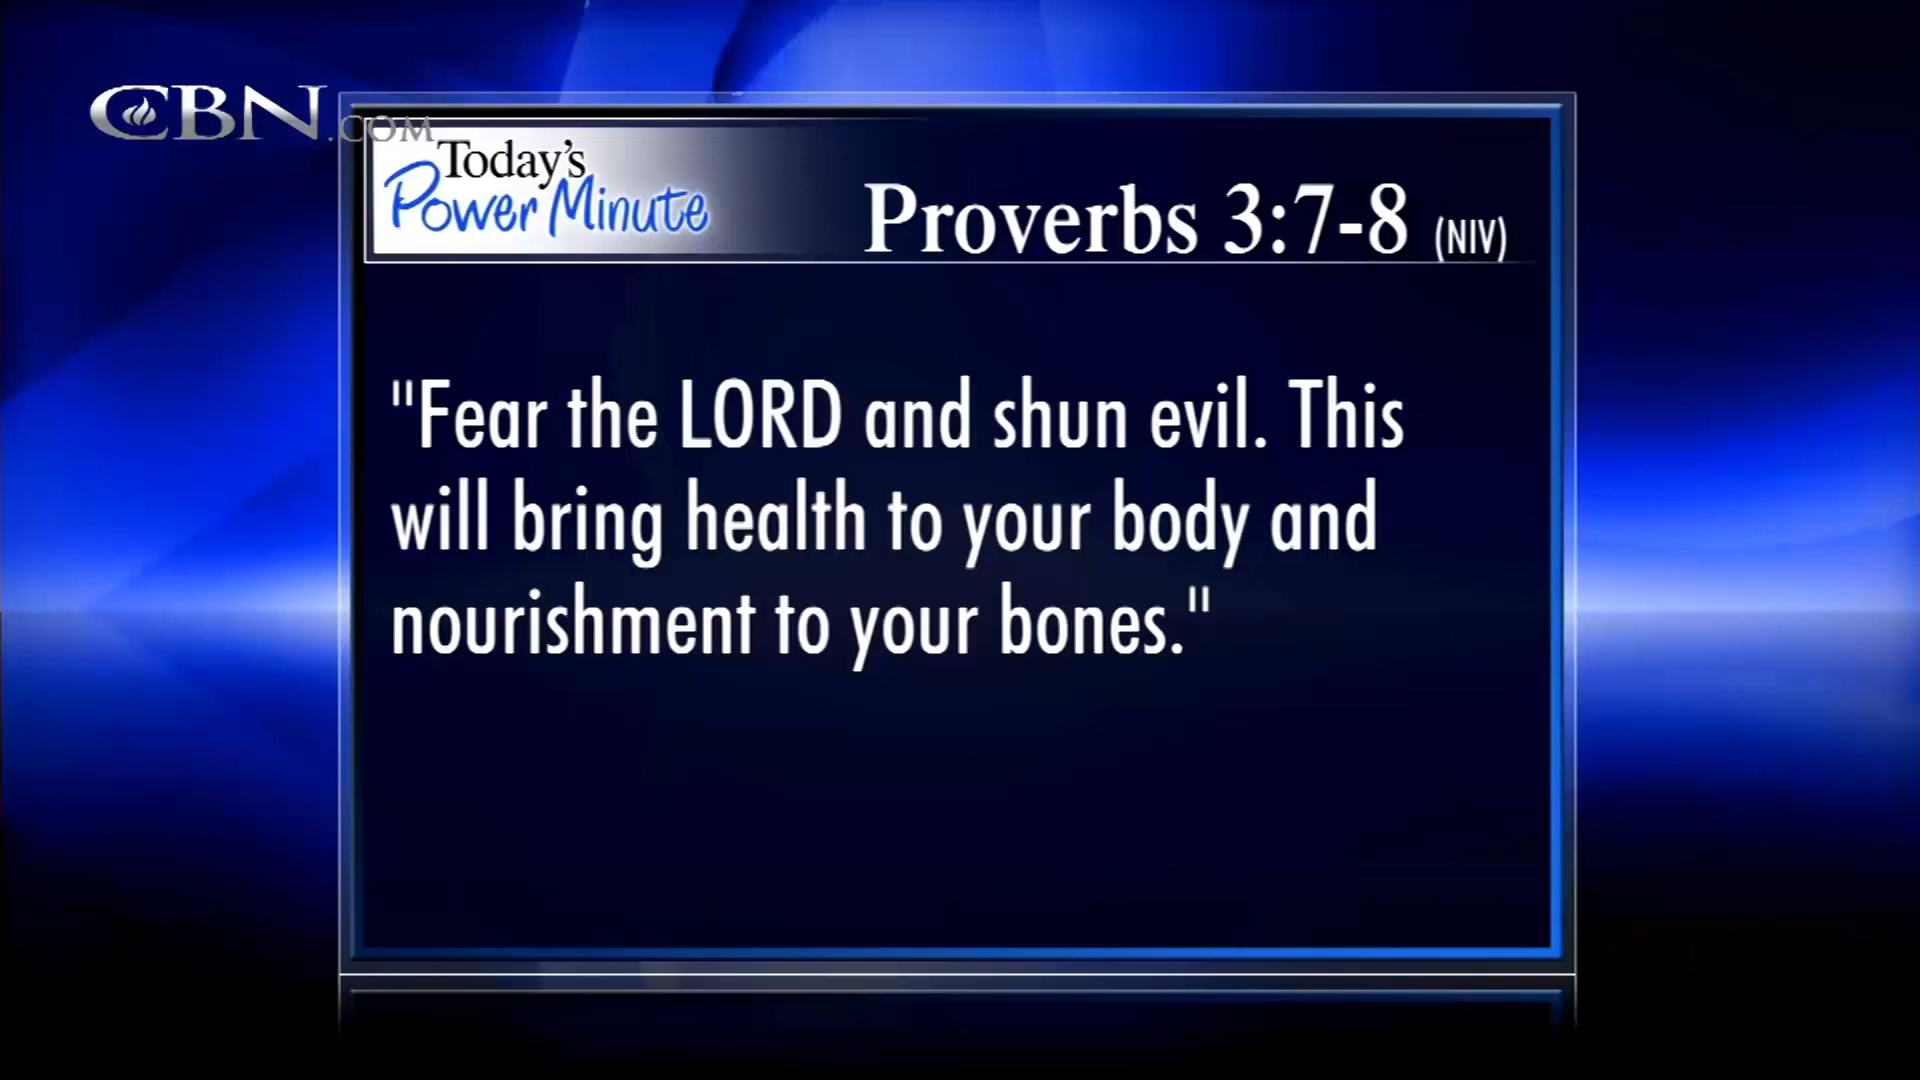 CBN.COM
Today's
Power Minute
Proverbs 3:7-8 (NIV)
"Fear the LORD and shun evil. This
will bring health to your body and
nourishment to your bones."